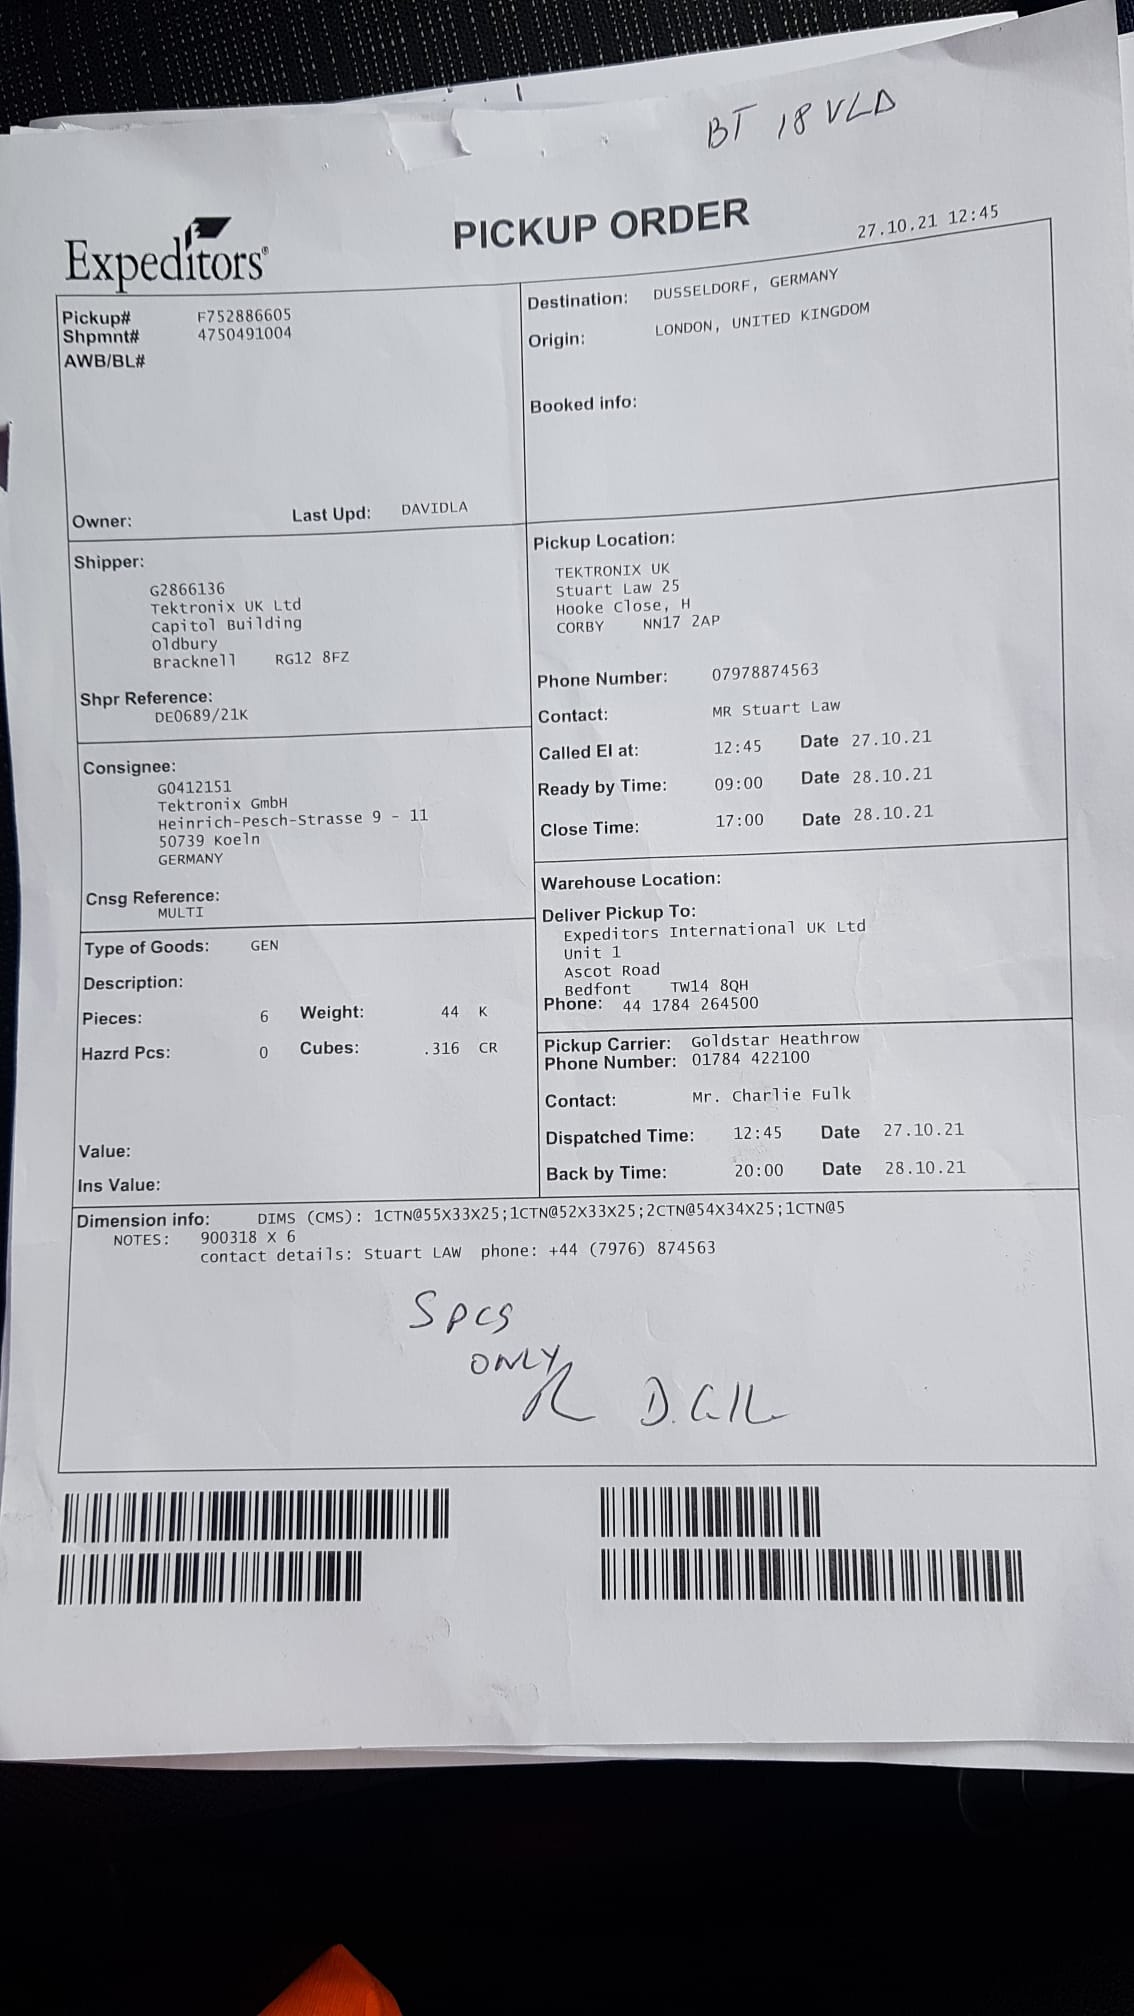 BT 18 VLD
Expeditors®
PICKUP ORDER
27.10.21 12:45
Pickup# F752886605
Shpmnt# 4750491004
AWB/BL#
Owner: Last Upd: DAVIDLA
Destination: DUSSELDORF, GERMANY
Origin: LONDON, UNITED KINGDOM
Booked info:
Shipper:
G2866136
Tektronix UK Ltd
Capitol Building
Oldbury
Bracknell RG12 8FZ
Shpr Reference:
DE0689/21K
Consignee:
G0412151
Tektronix GmbH
Heinrich-Pesch-Strasse 9 - 11
50739 Koeln
GERMANY
Cnsg Reference:
MULTI
Type of Goods: GEN
Description:
Pieces: 6 Weight: 44 K
Hazrd Pcs: 0 Cubes: .316 CR
Value:
Ins Value:
Pickup Location:
TEKTRONIX UK
Stuart Law 25
Hooke Close, H
CORBY NN17 2AP
Phone Number: 07978874563
Contact: MR Stuart Law
Called EI at: 12:45 Date 27.10.21
Ready by Time: 09:00 Date 28.10.21
Close Time: 17:00 Date 28.10.21
Warehouse Location:
Deliver Pickup To:
Expeditors International UK Ltd
Unit 1
Ascot Road
Bedfont TW14 8QH
Phone: 44 1784 264500
Pickup Carrier: Goldstar Heathrow
Phone Number: 01784 422100
Contact: Mr. Charlie Fulk
Dispatched Time: 12:45 Date 27.10.21
Back by Time: 20:00 Date 28.10.21
Dimension info: DIMS (CMS): 1CTN@55X33X25;1CTN@52X33X25;2CTN@54X34X25;1CTN@5
NOTES: 900318 X 6
contact details: Stuart LAW phone: +44 (7976) 874563
5 PCS
ONLY